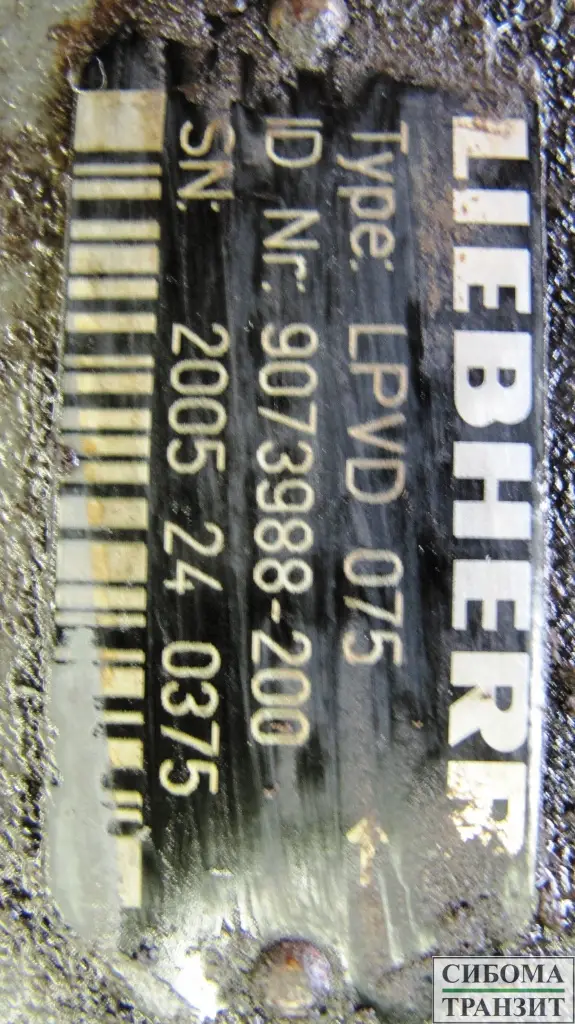 LIEBHERR
Type: LPVD 075
ID Nr: 9073988-200
SN: 2005 24 0375
СИБОМА
ТРАНЗИТ